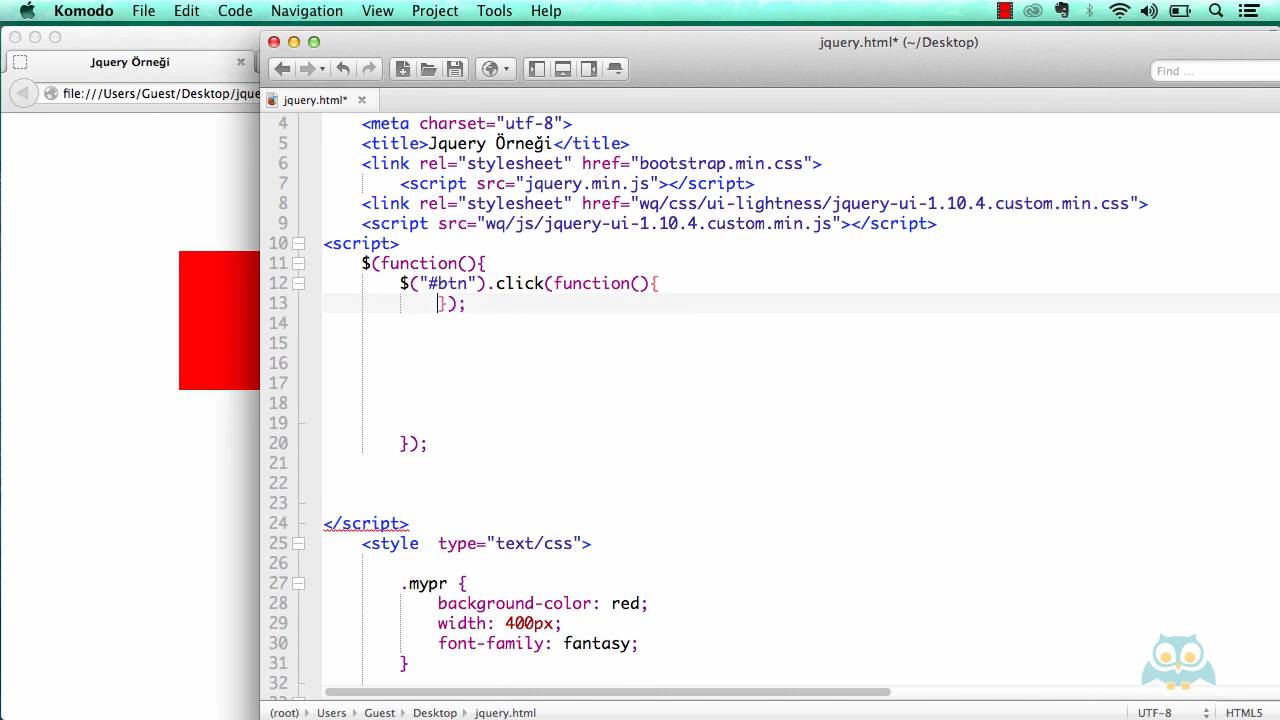 Komodo File Edit Code Navigation View Project Tools Help
Jquery Örneği
file:///Users/Guest/Desktop/jque
jquery.html* (~/Desktop)
Find ...
jquery.html*
4 <meta charset="utf-8">
5 <title>Jquery Örneği</title>
6 <link rel="stylesheet" href="bootstrap.min.css">
7 <script src="jquery.min.js"></script>
8 <link rel="stylesheet" href="wq/css/ui-lightness/jquery-ui-1.10.4.custom.min.css">
9 <script src="wq/js/jquery-ui-1.10.4.custom.min.js"></script>
10 <script>
11 $(function(){
12 $("#btn").click(function(){
13 });
14
15
16
17
18
19
20 });
21
22
23
24 </script>
25 <style type="text/css">
26
27 .mypr {
28 background-color: red;
29 width: 400px;
30 font-family: fantasy;
31 }
32
(root) Users Guest Desktop jquery.html
UTF-8 HTML5